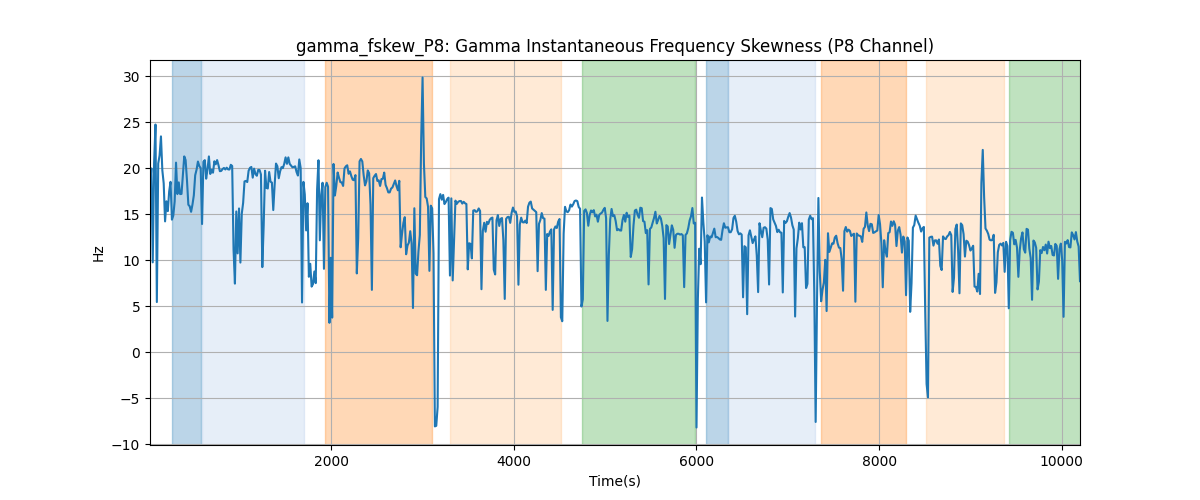 gamma_fskew_P8: Gamma Instantaneous Frequency Skewness (P8 Channel)
30
25
20
15
10
5
0
−5
−10
Hz
2000 4000 6000 8000 10000
Time(s)